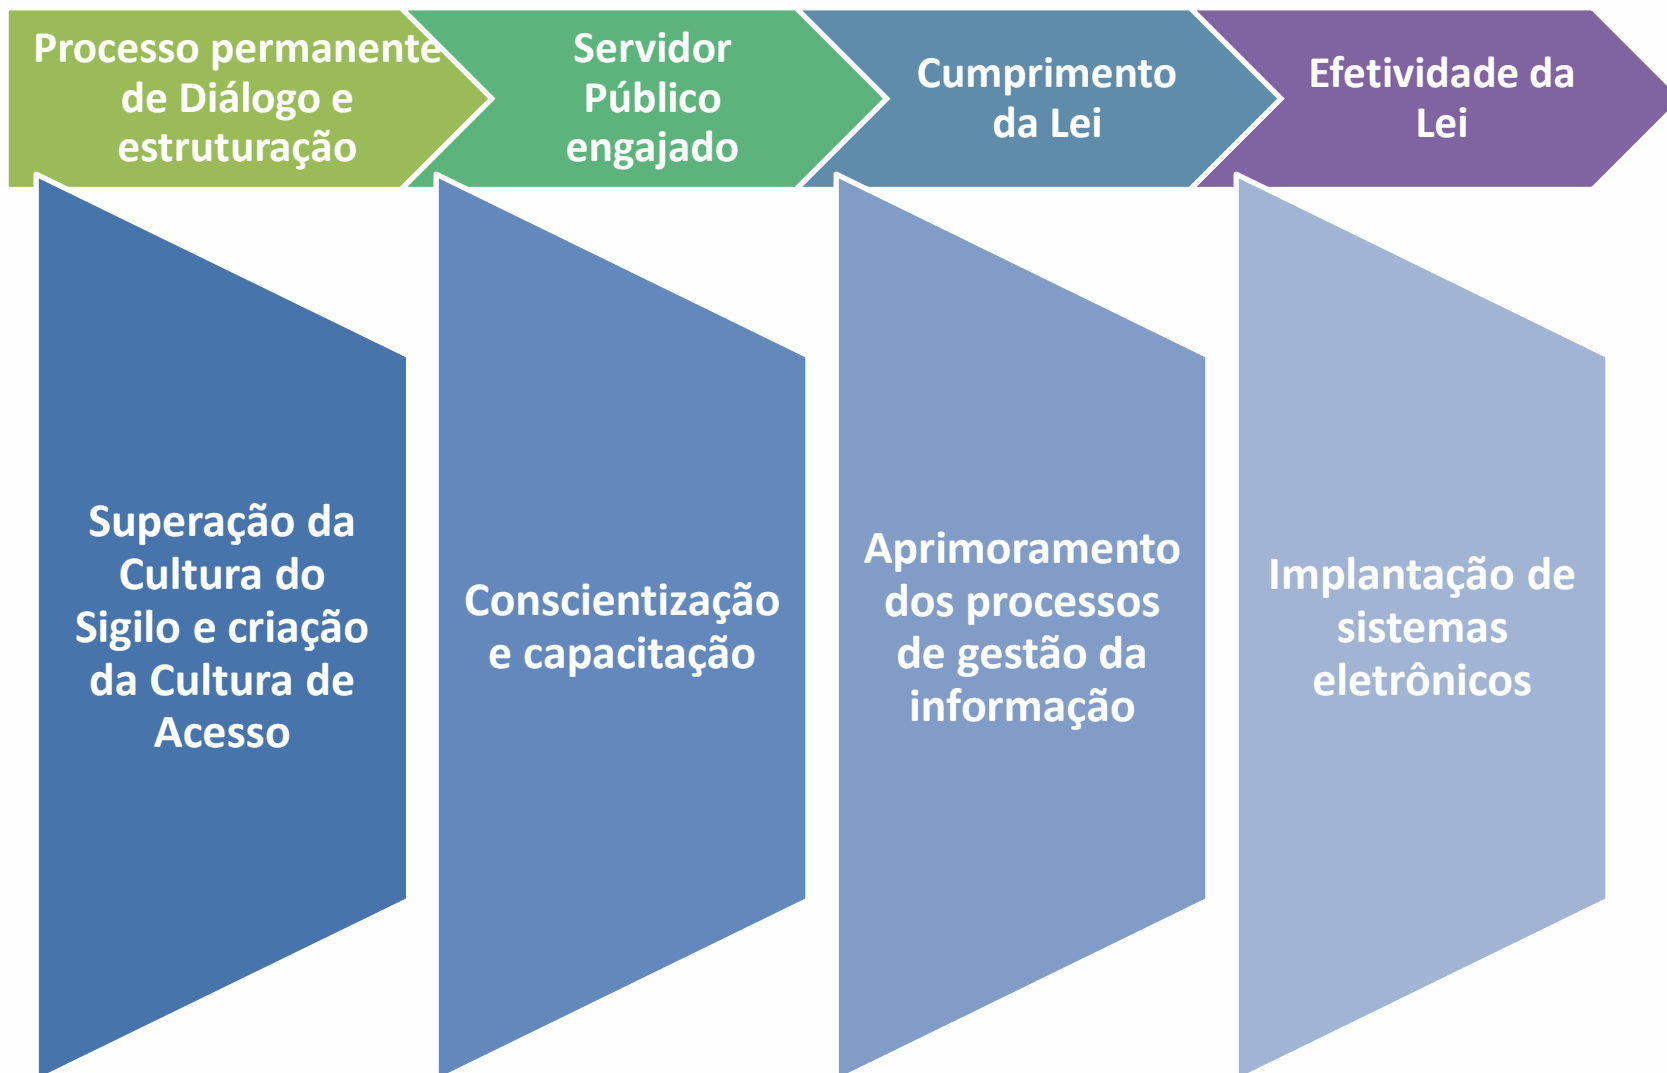 Processo permanente
de Diálogo e
estruturação
Servidor
Público
engajado
Cumprimento
da Lei
Efetividade da
Lei
Superação da
Cultura do
Sigilo e criação
da Cultura de
Acesso
Conscientização
e capacitação
Aprimoramento
dos processos
de gestão da
informação
Implantação de
sistemas
eletrônicos